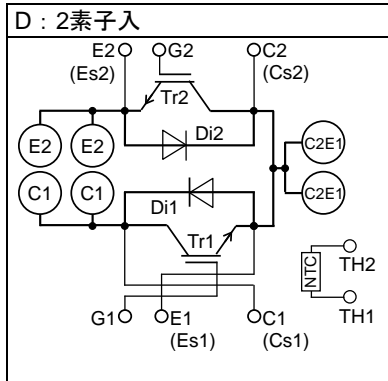 D：2素子入
E2 G2 C2
(Es2) (Cs2)
Tr2
E2 E2 Di2 C2E1
C1 C1 C2E1
Di1
Tr1
NTC TH2
G1 E1 C1 TH1
(Es1) (Cs1)